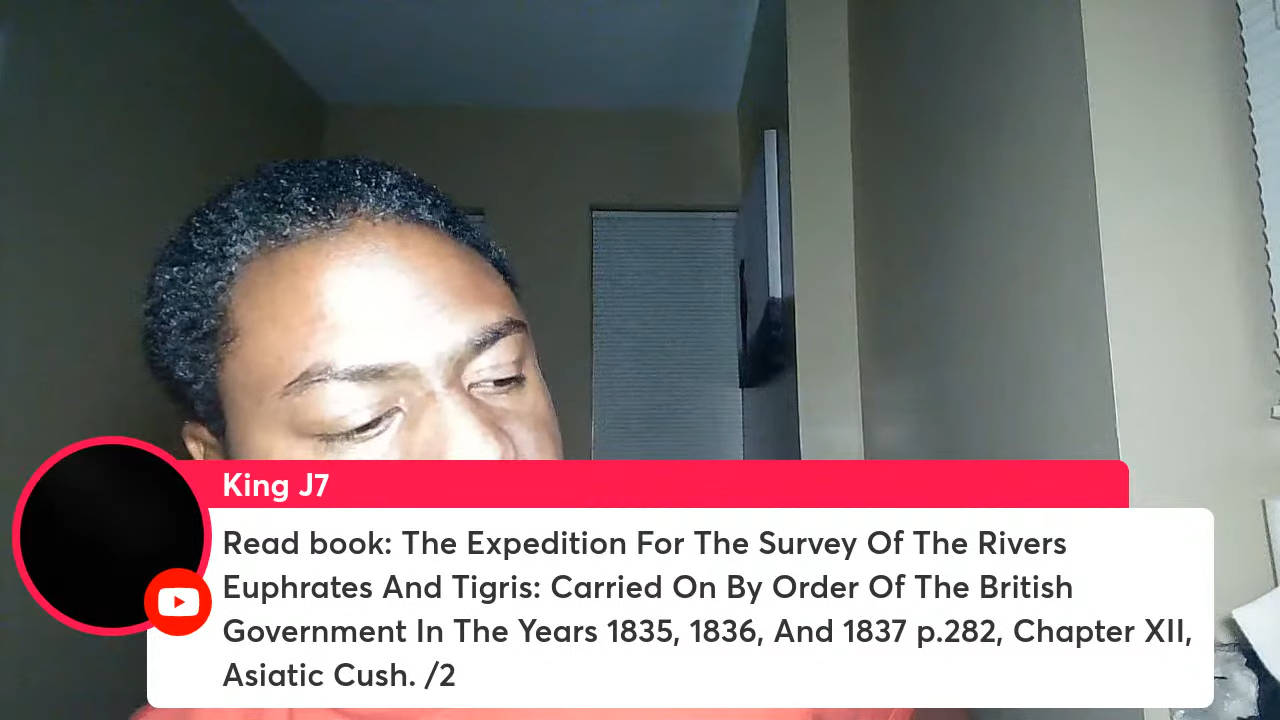 King J7
Read book: The Expedition For The Survey Of The Rivers
Euphrates And Tigris: Carried On By Order Of The British
Government In The Years 1835, 1836, And 1837 p.282, Chapter XII,
Asiatic Cush. /2